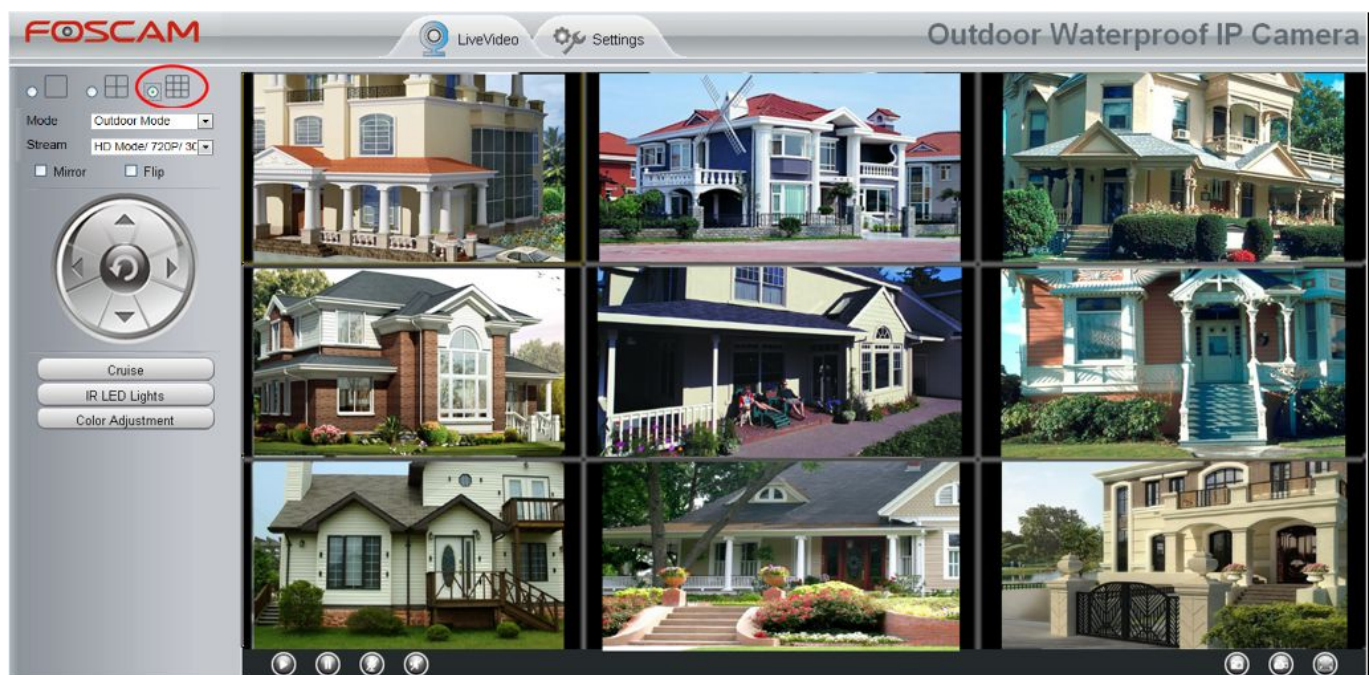 FOSCAM
LiveVideo
Settings
Outdoor Waterproof IP Camera
Mode
Outdoor Mode
Stream
HD Mode/ 720P/ 30
Mirror
Flip
Cruise
IR LED Lights
Color Adjustment